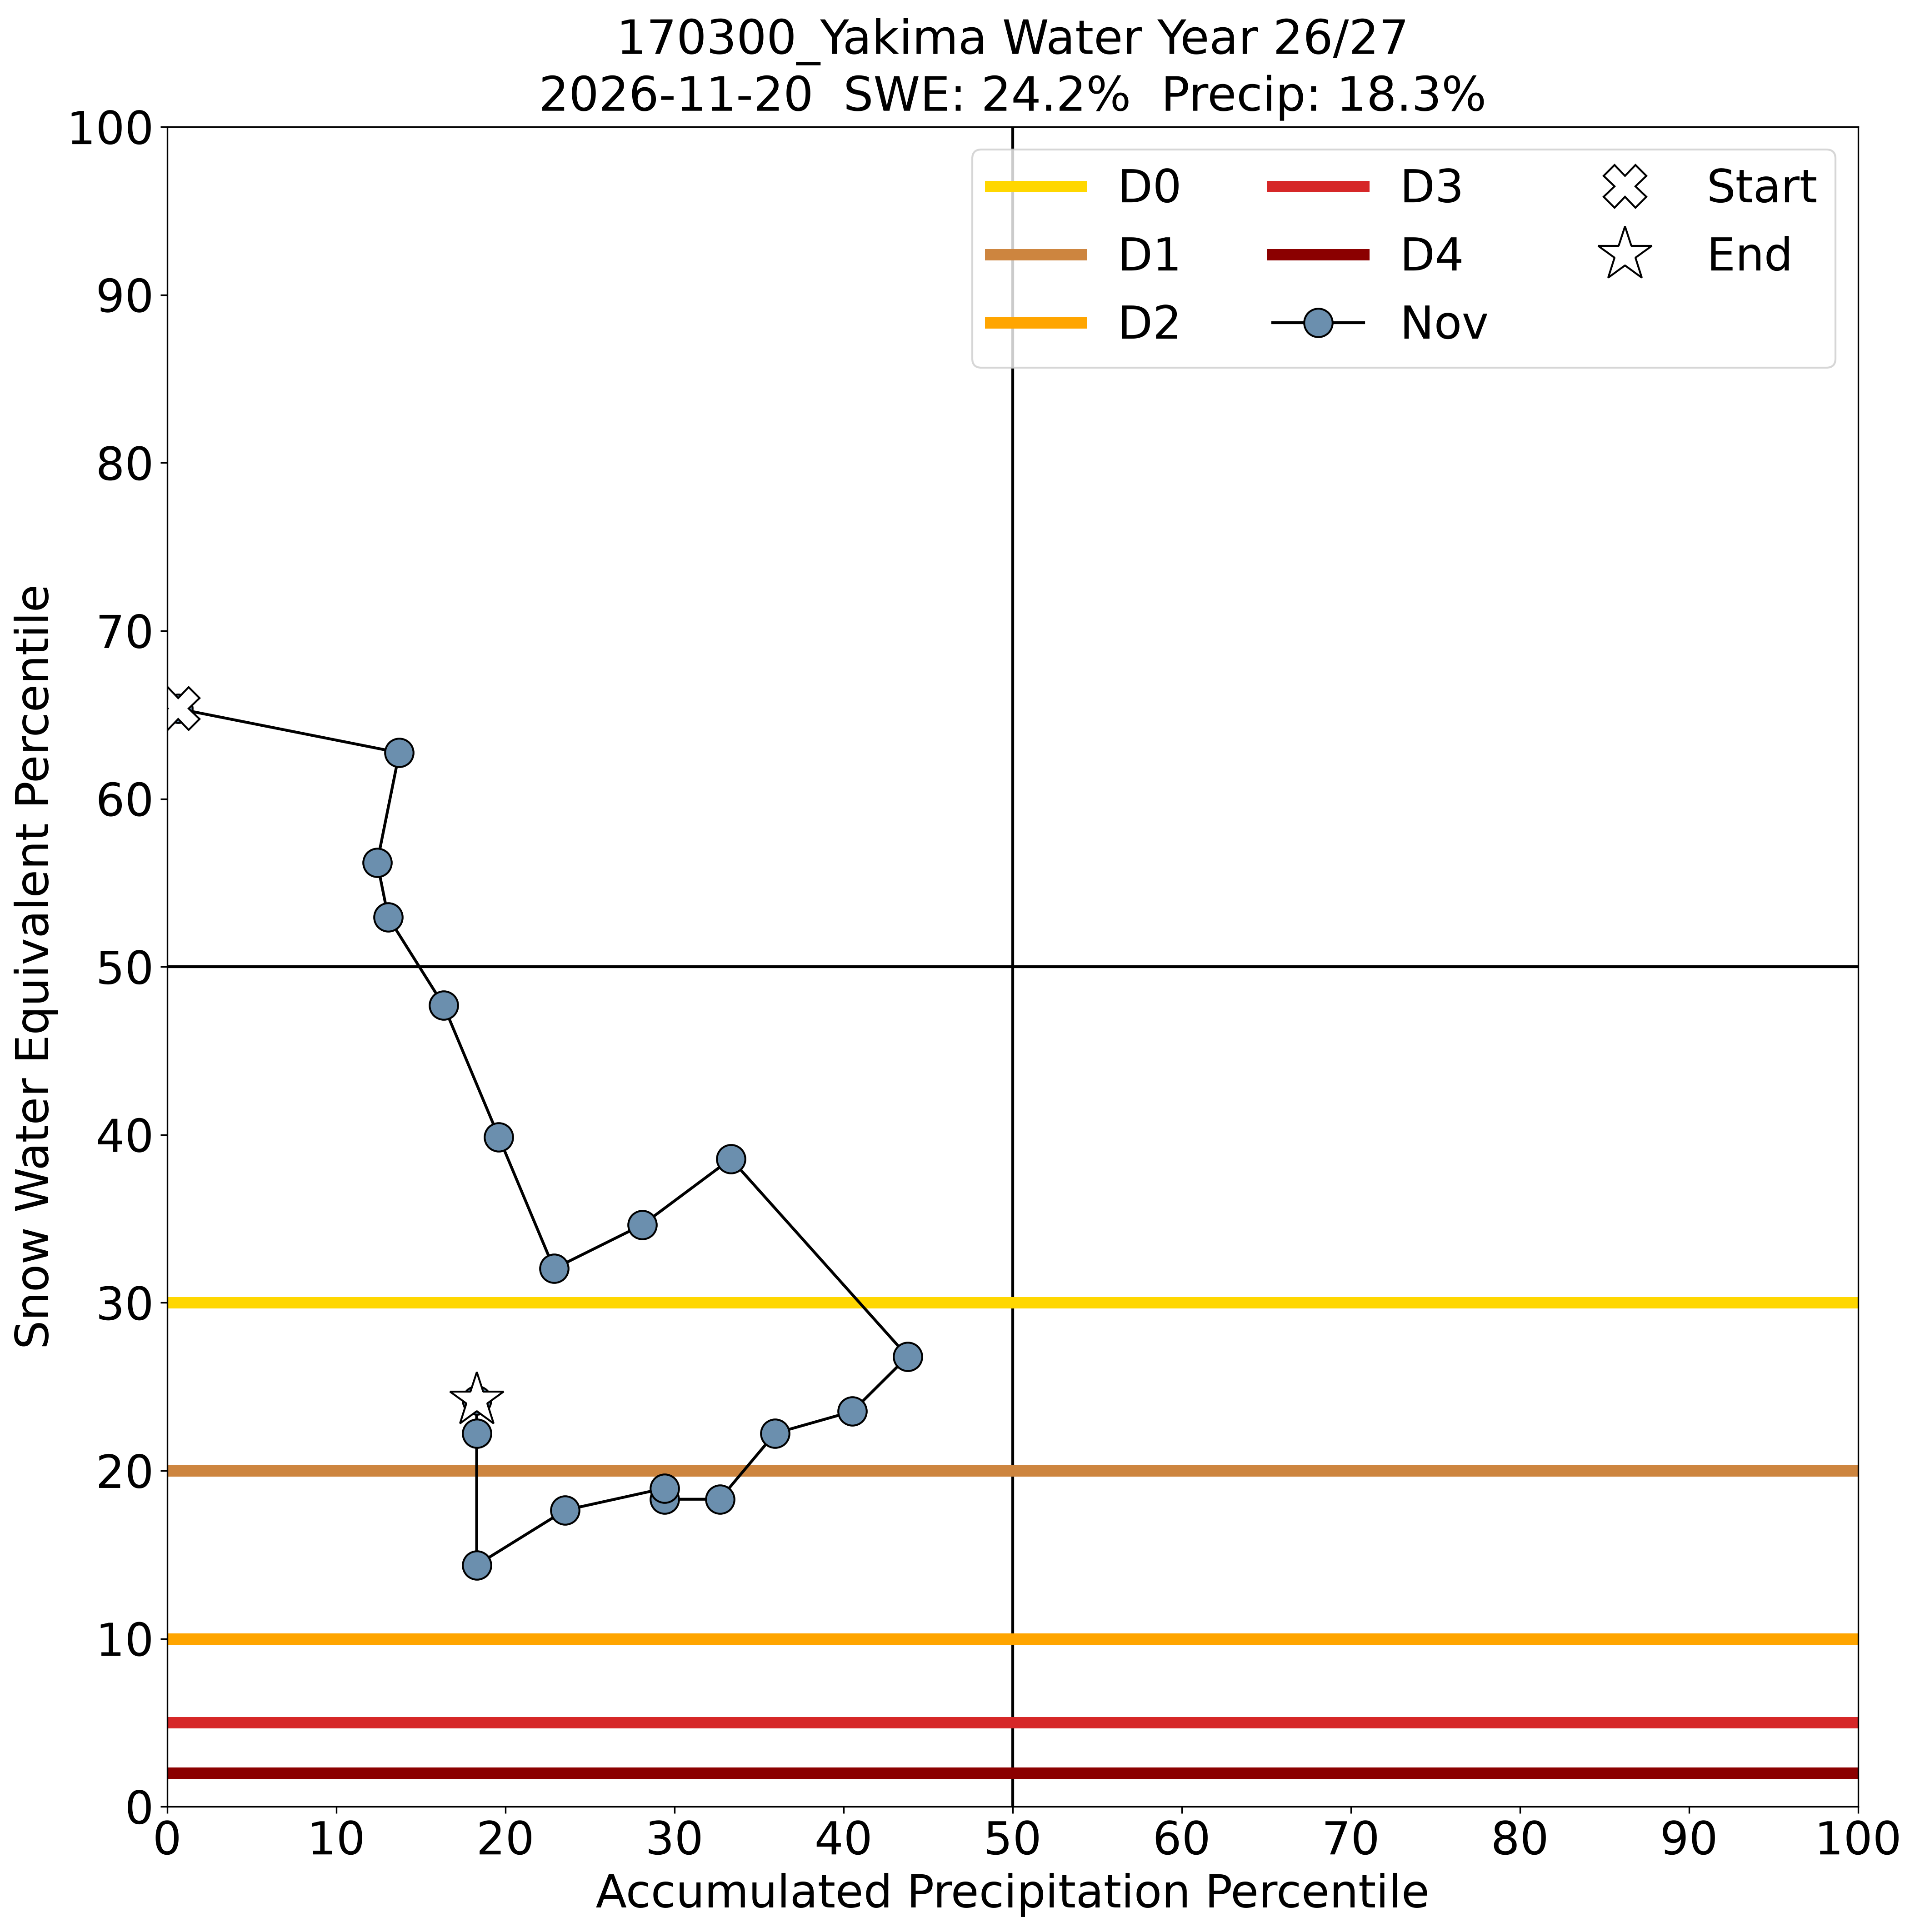 170300_Yakima Water Year 26/27
2026-11-20  SWE: 24.2%  Precip: 18.3%
D0
D1
D2
D3
D4
Nov
Start
End
Snow Water Equivalent Percentile
100
90
80
70
60
50
40
30
20
10
0
0 10 20 30 40 50 60 70 80 90 100
Accumulated Precipitation Percentile